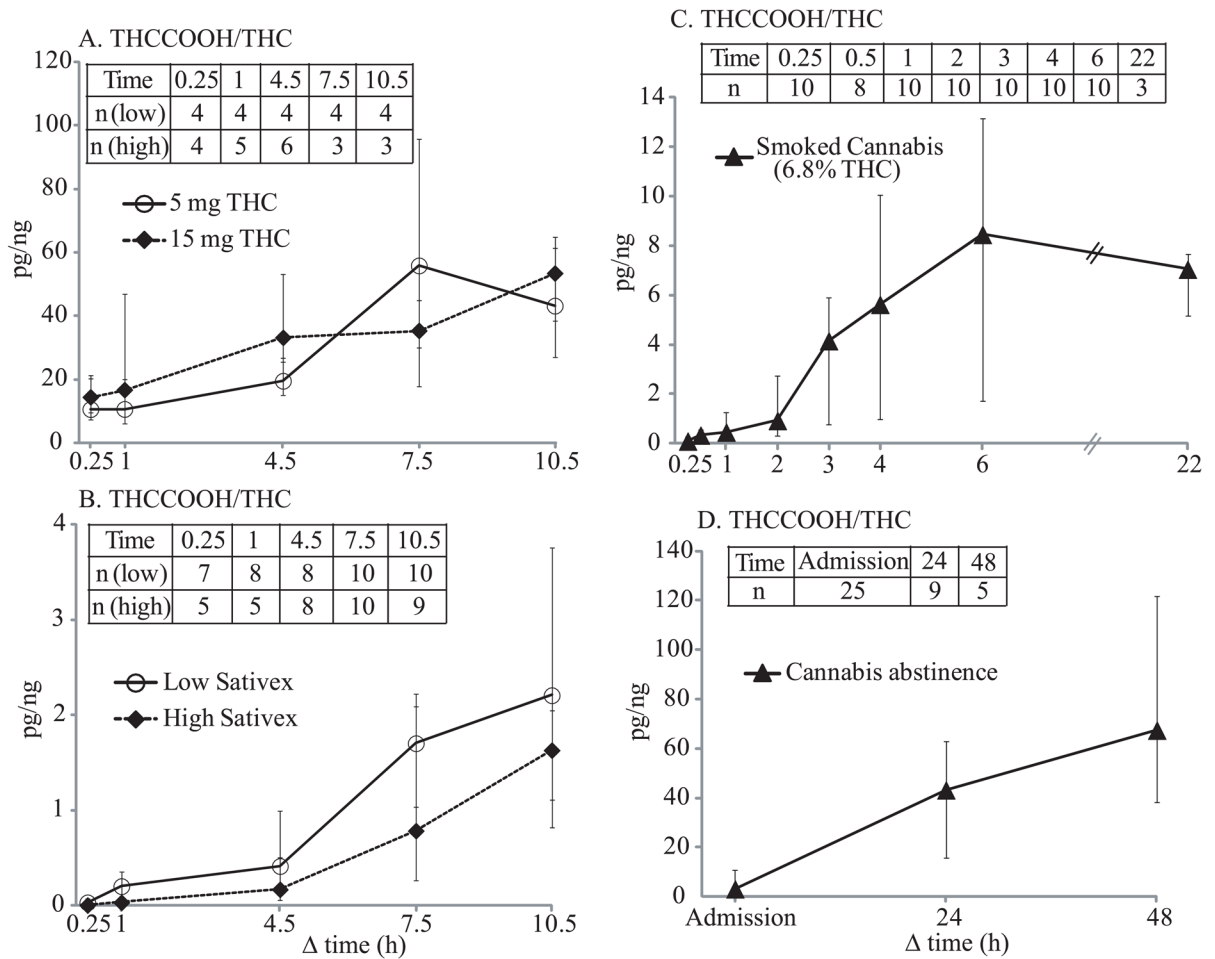 A. THCCOOH/THC
120
100
80
60
40
20
0
pg/ng
Time 0.25 1 4.5 7.5 10.5
n (low) 4 4 4 4 4
n (high) 4 5 6 3 3
5 mg THC
15 mg THC
0.25 1 4.5 7.5 10.5
B. THCCOOH/THC
4
3
2
1
0
pg/ng
Time 0.25 1 4.5 7.5 10.5
n (low) 7 8 8 10 10
n (high) 5 5 8 10 9
Low Sativex
High Sativex
0.25 1 4.5 7.5 10.5
Δ time (h)
C. THCCOOH/THC
Time 0.25 0.5 1 2 3 4 6 22
n 10 8 10 10 10 10 10 3
14
12
10
8
6
4
2
0
pg/ng
Smoked Cannabis
(6.8% THC)
0.25 1 2 3 4 6 22
D. THCCOOH/THC
140
120
100
80
60
40
20
0
pg/ng
Time Admission 24 48
n 25 9 5
Cannabis abstinence
Admission 24 48
Δ time (h)